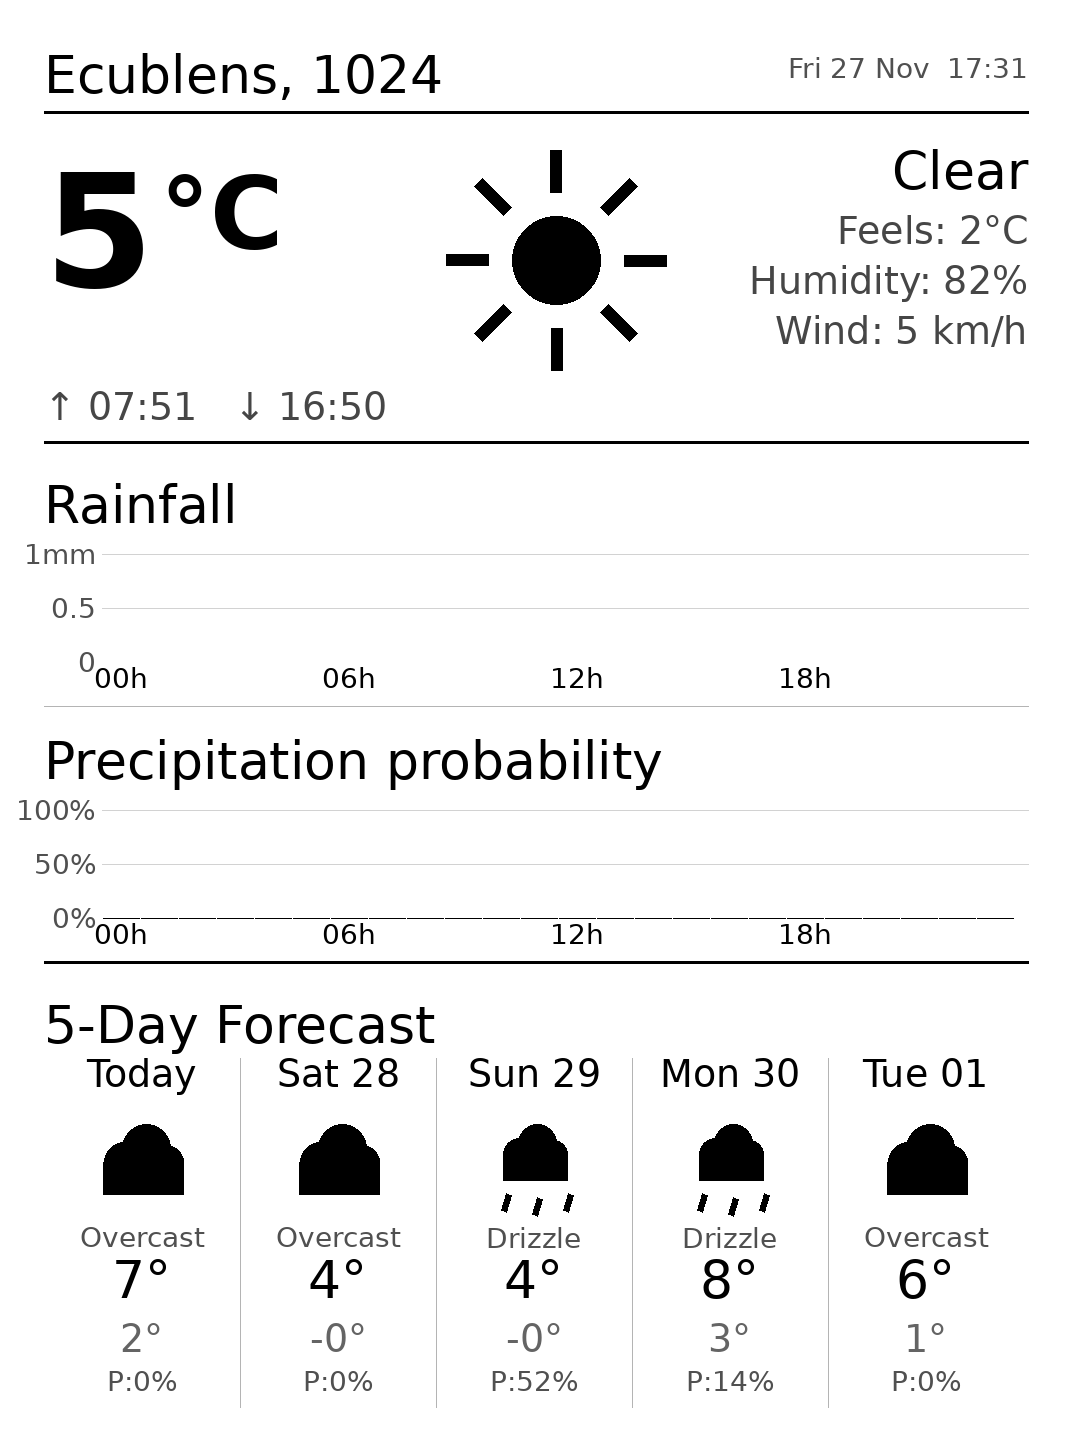 Ecublens, 1024
Fri 27 Nov  17:31
5°C
Clear
Feels: 2°C
Humidity: 82%
Wind: 5 km/h
↑ 07:51   ↓ 16:50
Rainfall
1mm
0.5
0
00h 06h 12h 18h
Precipitation probability
100%
50%
0%
00h 06h 12h 18h
5-Day Forecast
Today Sat 28 Sun 29 Mon 30 Tue 01
Overcast Overcast Drizzle Drizzle Overcast
7° 4° 4° 8° 6°
2° -0° -0° 3° 1°
P:0% P:0% P:52% P:14% P:0%